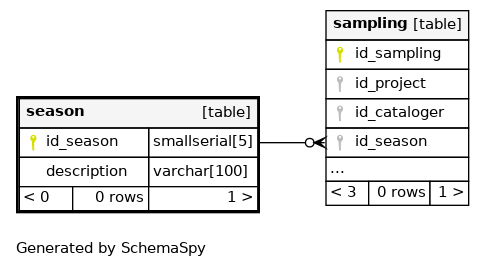 season [table]
id_season smallserial[5]
description varchar[100]
< 0 0 rows 1 >
sampling [table]
id_sampling
id_project
id_cataloger
id_season
...
< 3 0 rows 1 >
Generated by SchemaSpy